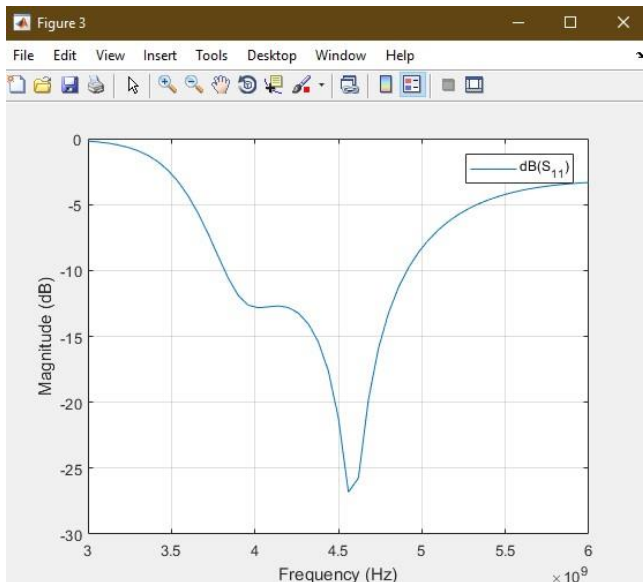 Figure 3
File Edit View Insert Tools Desktop Window Help
dB(S11)
Magnitude (dB)
0
-5
-10
-15
-20
-25
-30
3 3.5 4 4.5 5 5.5 6
Frequency (Hz)
×10^9